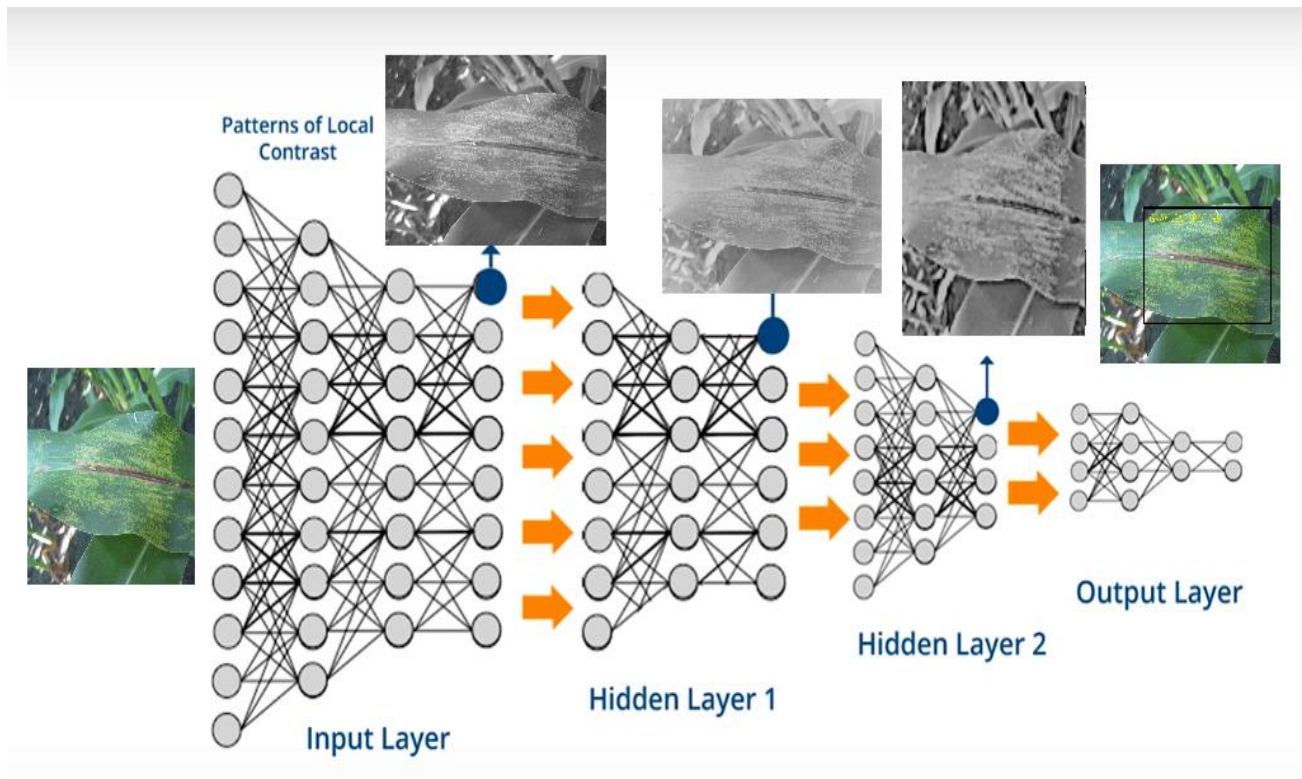 Patterns of Local
Contrast
Input Layer
Hidden Layer 1
Hidden Layer 2
Output Layer